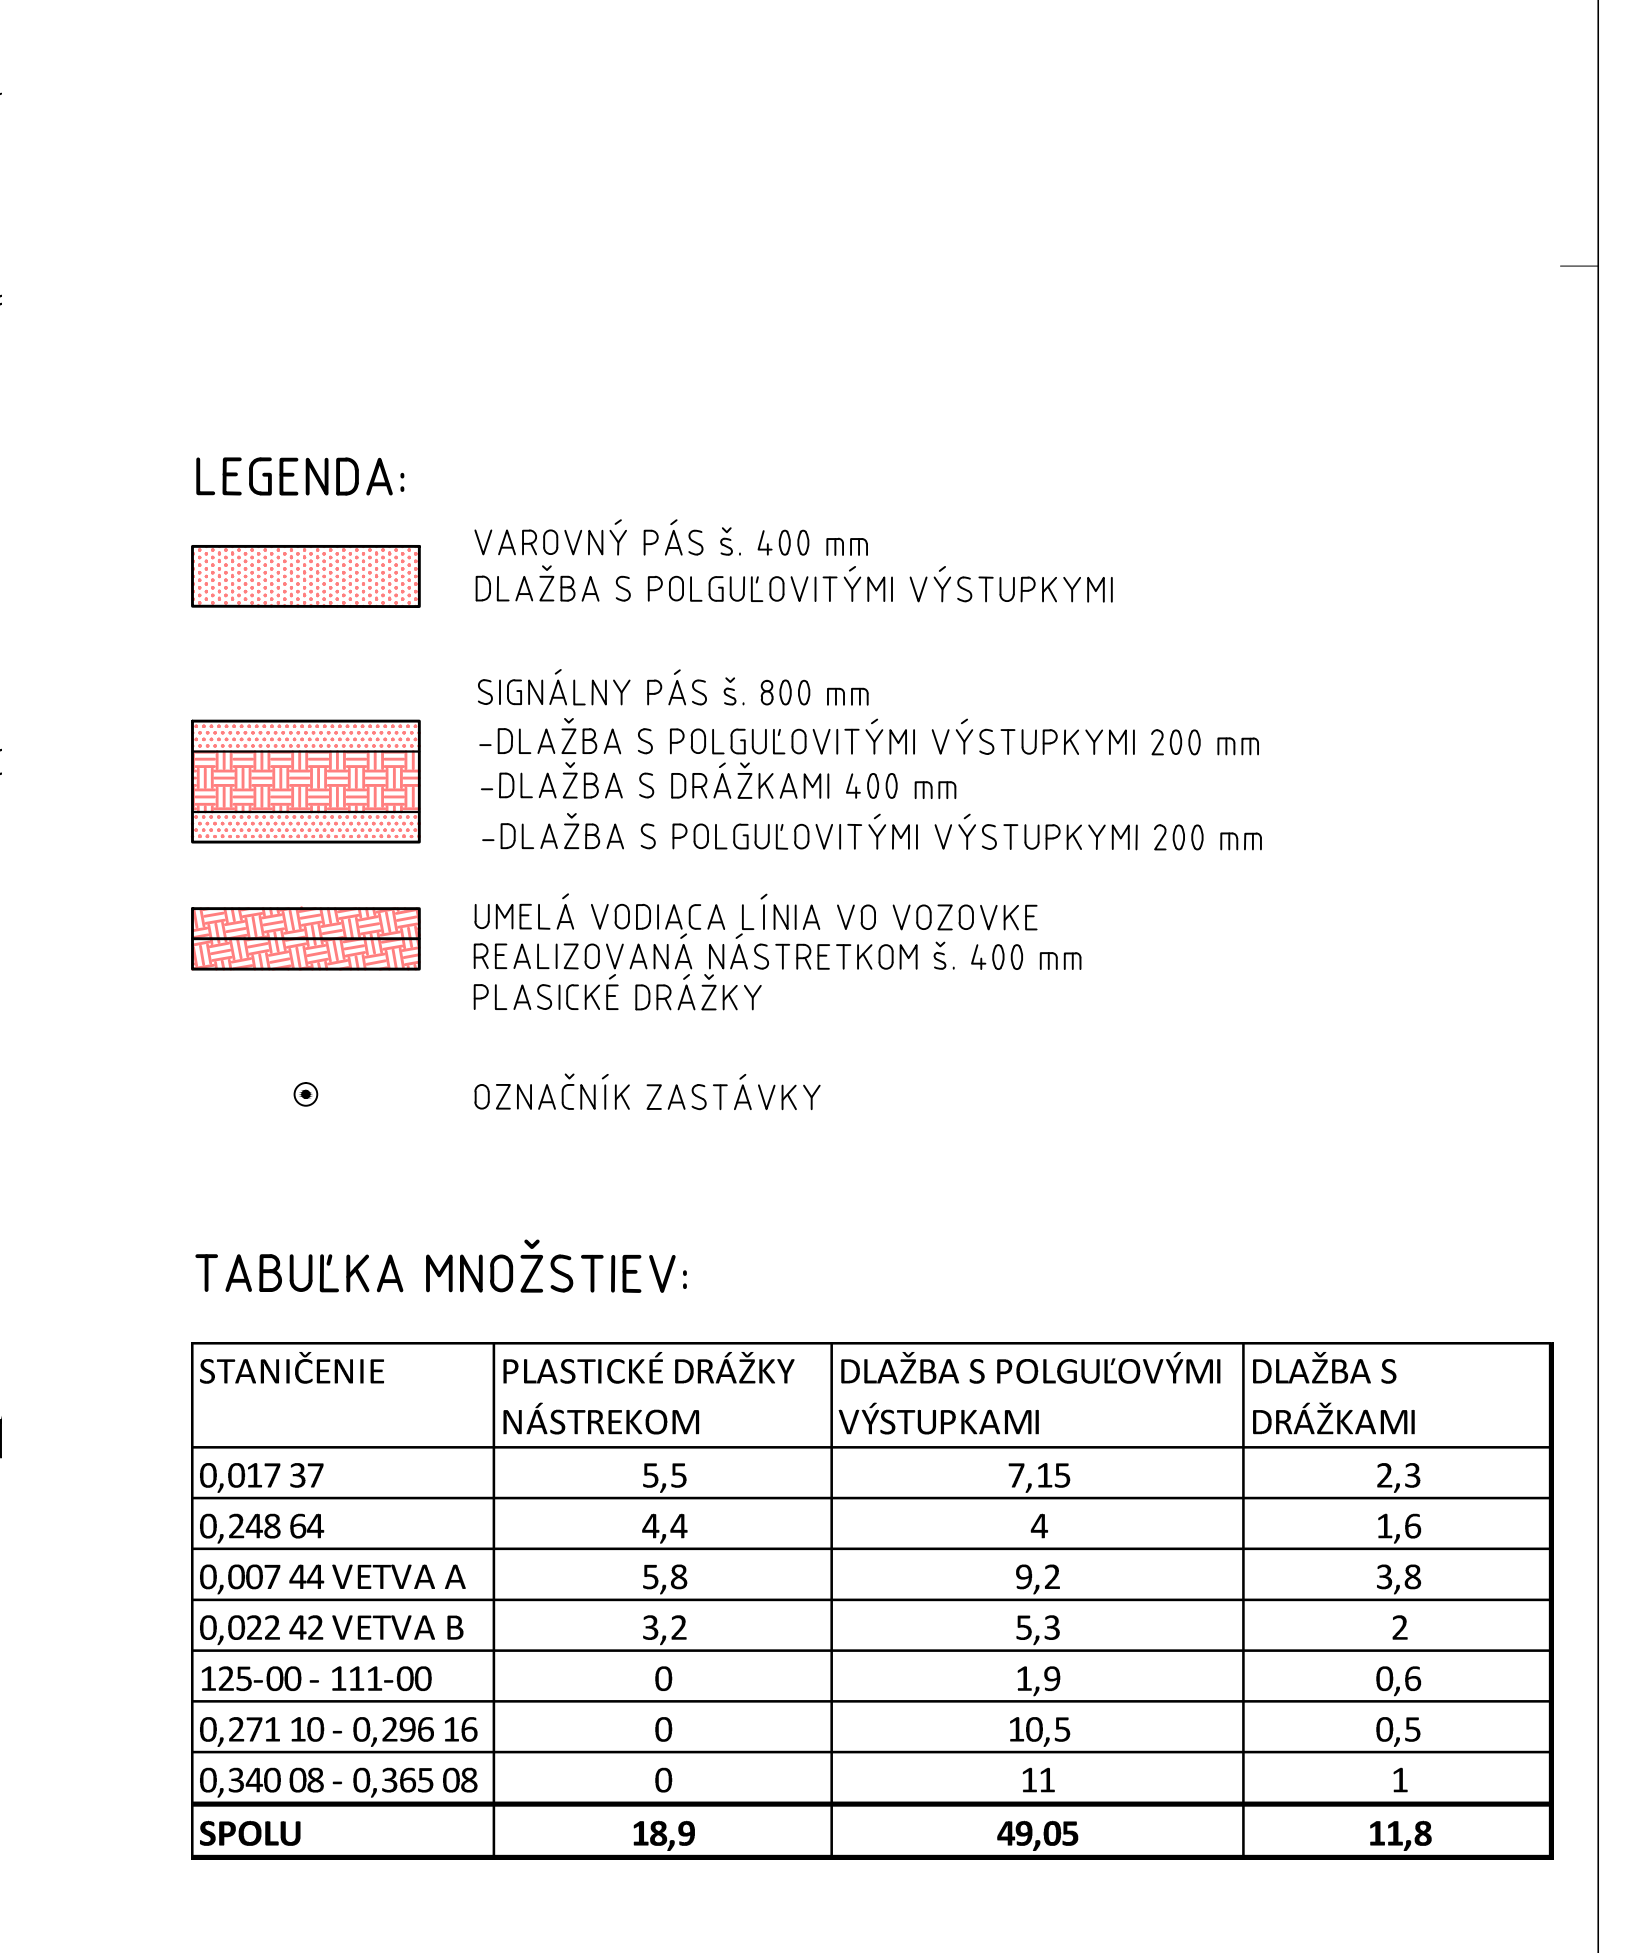 LEGENDA:
VAROVNÝ PÁS š. 400 mm
DLAŽBA S POLGUĽOVITÝMI VÝSTUPKYMI
SIGNÁLNY PÁS š. 800 mm
-DLAŽBA S POLGUĽOVITÝMI VÝSTUPKYMI 200 mm
-DLAŽBA S DRÁŽKAMI 400 mm
-DLAŽBA S POLGUĽOVITÝMI VÝSTUPKYMI 200 mm
UMELÁ VODIACA LÍNIA VO VOZOVKE
REALIZOVANÁ NÁSTRETKOM š. 400 mm
PLASICKÉ DRÁŽKY
OZNAČNÍK ZASTÁVKY
TABUĽKA MNOŽSTIEV:
STANIČENIE PLASTICKÉ DRÁŽKY DLAŽBA S POLGUĽOVÝMI DLAŽBA S
NÁSTREKOM VÝSTUPKAMI DRÁŽKAMI
0,017 37 5,5 7,15 2,3
0,248 64 4,4 4 1,6
0,007 44 VETVA A 5,8 9,2 3,8
0,022 42 VETVA B 3,2 5,3 2
125-00 - 111-00 0 1,9 0,6
0,271 10 - 0,296 16 0 10,5 0,5
0,340 08 - 0,365 08 0 11 1
SPOLU 18,9 49,05 11,8